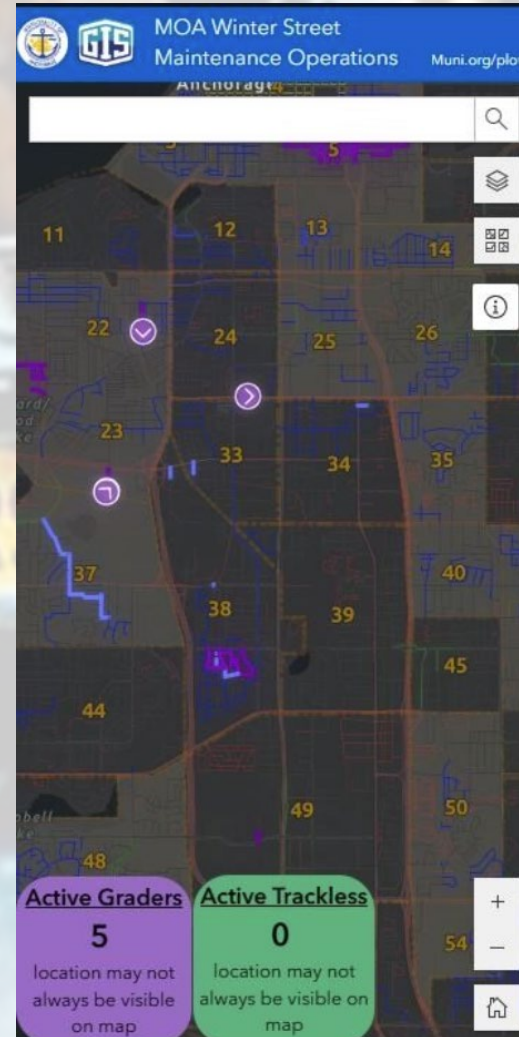 GIS
MOA Winter Street
Maintenance Operations
Muni.org/plo
Anchorage
5
11
12
13
14
22
24
25
26
23
33
34
35
37
38
39
40
44
45
49
50
48
54
Active Graders
5
location may not
always be visible
on map
Active Trackless
0
location may not
always be visible on
map
+
−